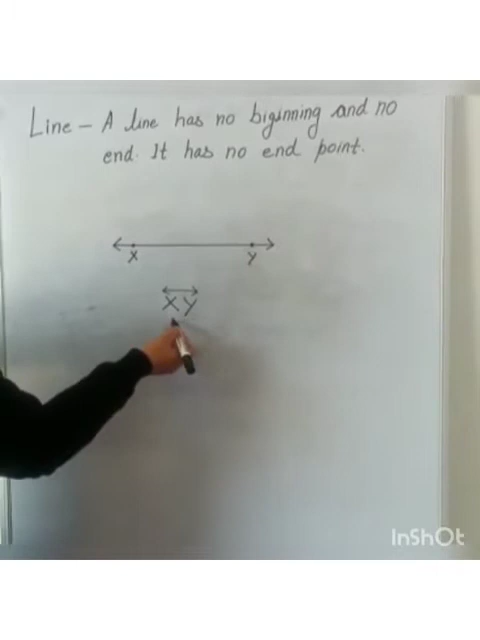 Line – A line has no biginning and no
end. It has no end point.
X Y
XY
InShOt